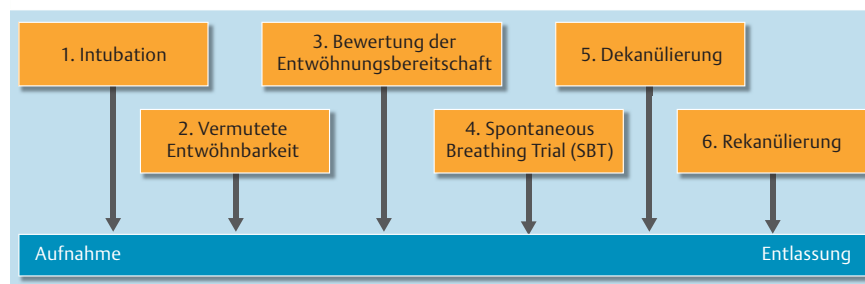 1. Intubation
2. Vermutete
Entwöhnbarkeit
3. Bewertung der
Entwöhnungsbereitschaft
4. Spontaneous
Breathing Trial (SBT)
5. Dekanülierung
6. Rekanülierung
Aufnahme
Entlassung